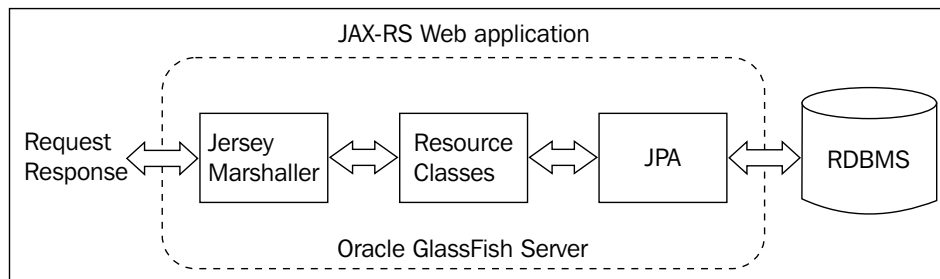 JAX-RS Web application
Request
Response
Jersey
Marshaller
Resource
Classes
JPA
RDBMS
Oracle GlassFish Server